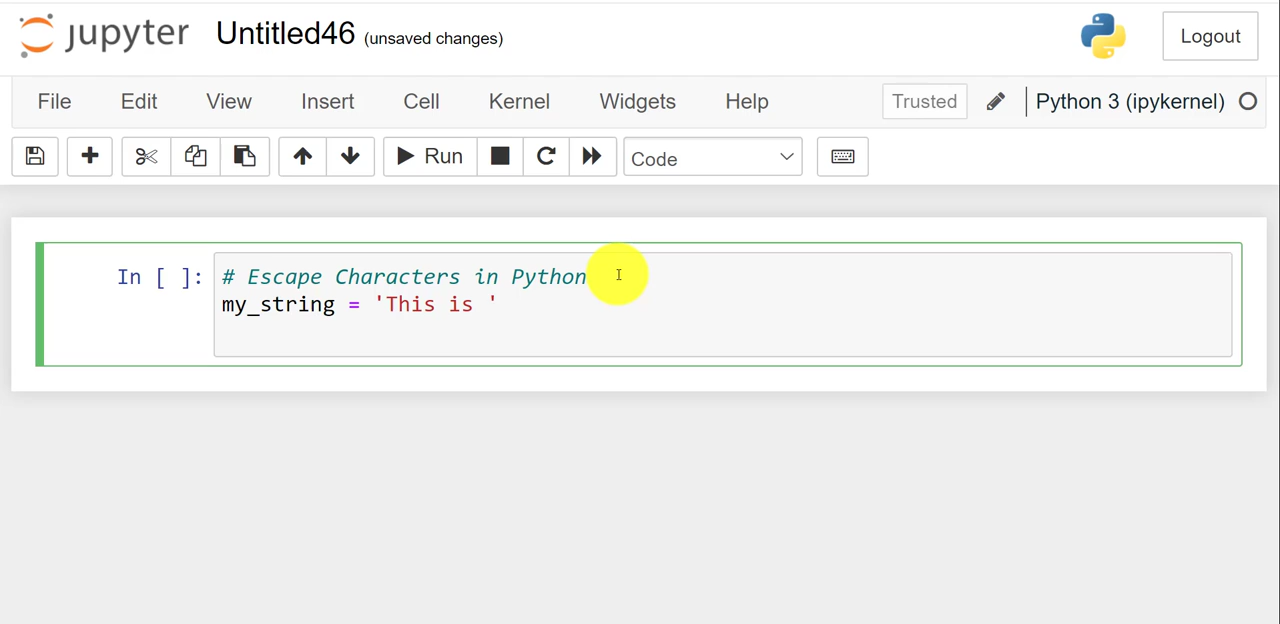 jupyter Untitled46 (unsaved changes) Logout
File Edit View Insert Cell Kernel Widgets Help Trusted Python 3 (ipykernel)
Run Code
In [ ]: # Escape Characters in Python
my_string = 'This is '